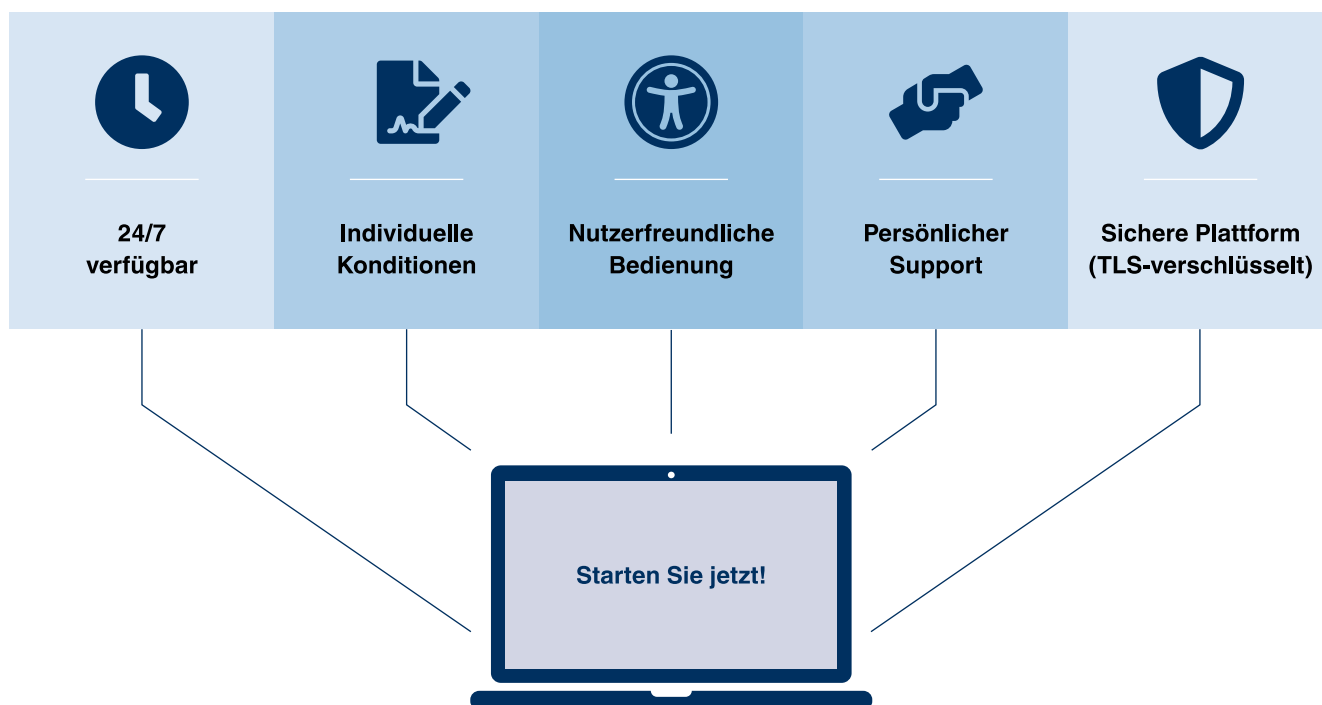 24/7
verfügbar
Individuelle
Konditionen
Nutzerfreundliche
Bedienung
Persönlicher
Support
Sichere Plattform
(TLS-verschlüsselt)
Starten Sie jetzt!